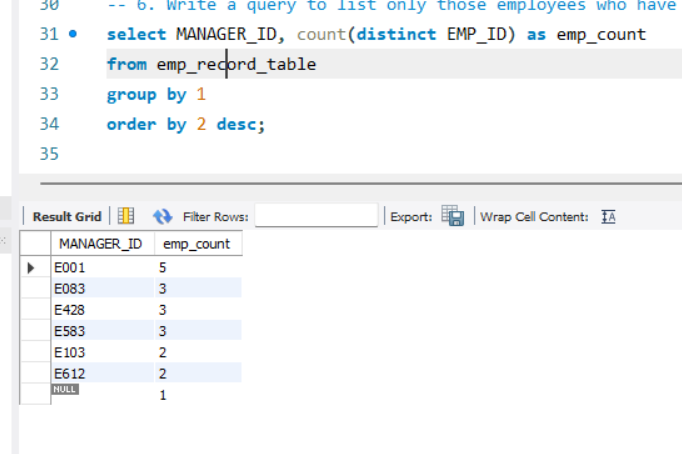 30 -- 6. Write a query to list only those employees who have
31 select MANAGER_ID, count(distinct EMP_ID) as emp_count
32 from emp_record_table
33 group by 1
34 order by 2 desc;
35
Result Grid Filter Rows: Export: Wrap Cell Content: IA
MANAGER_ID emp_count
E001 5
E083 3
E428 3
E583 3
E103 2
E612 2
NULL 1